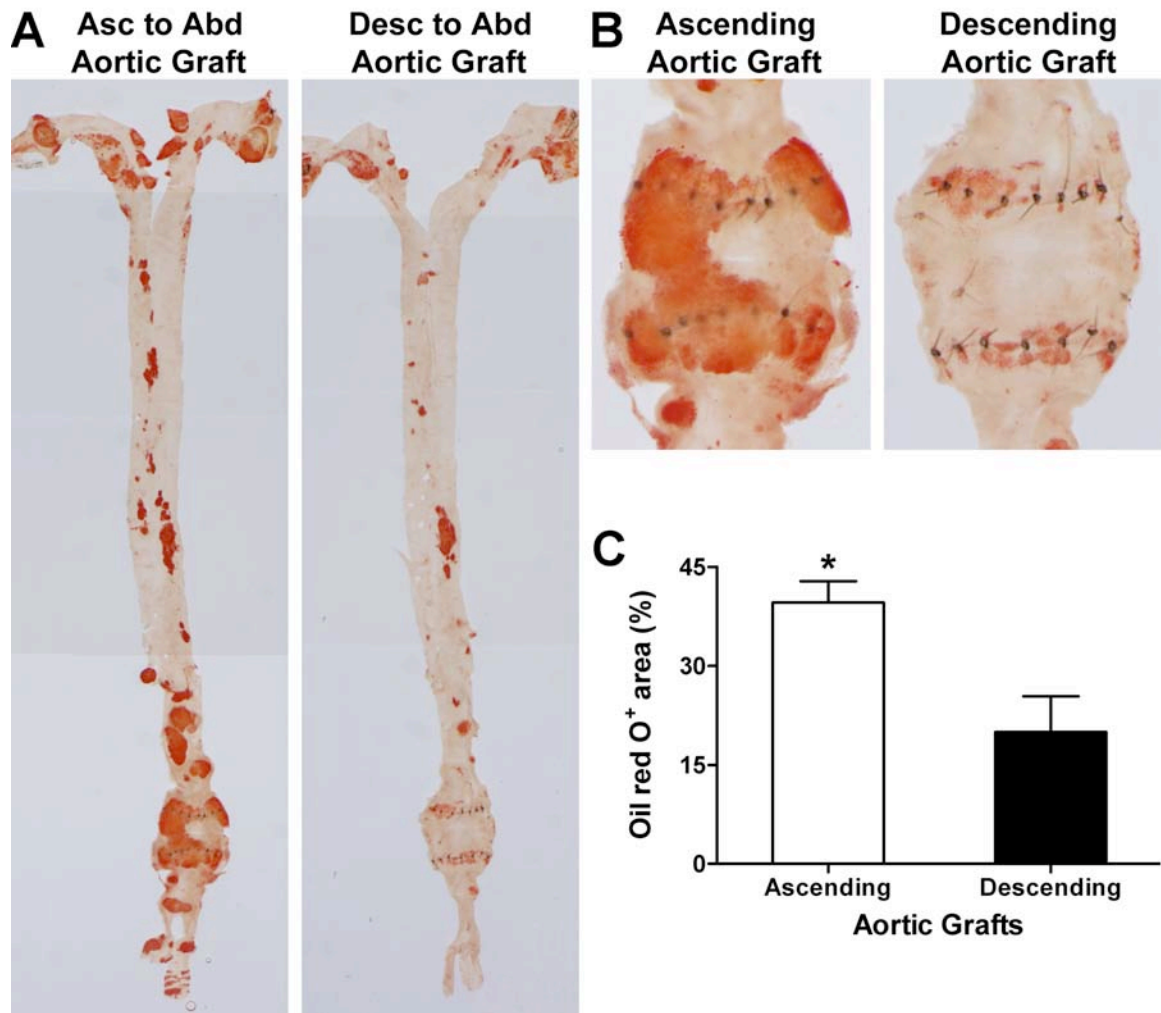 A
Asc to Abd
Aortic Graft
Desc to Abd
Aortic Graft
B
Ascending
Aortic Graft
Descending
Aortic Graft
C
*
Oil red O⁺ area (%)
45
30
15
0
Ascending
Descending
Aortic Grafts